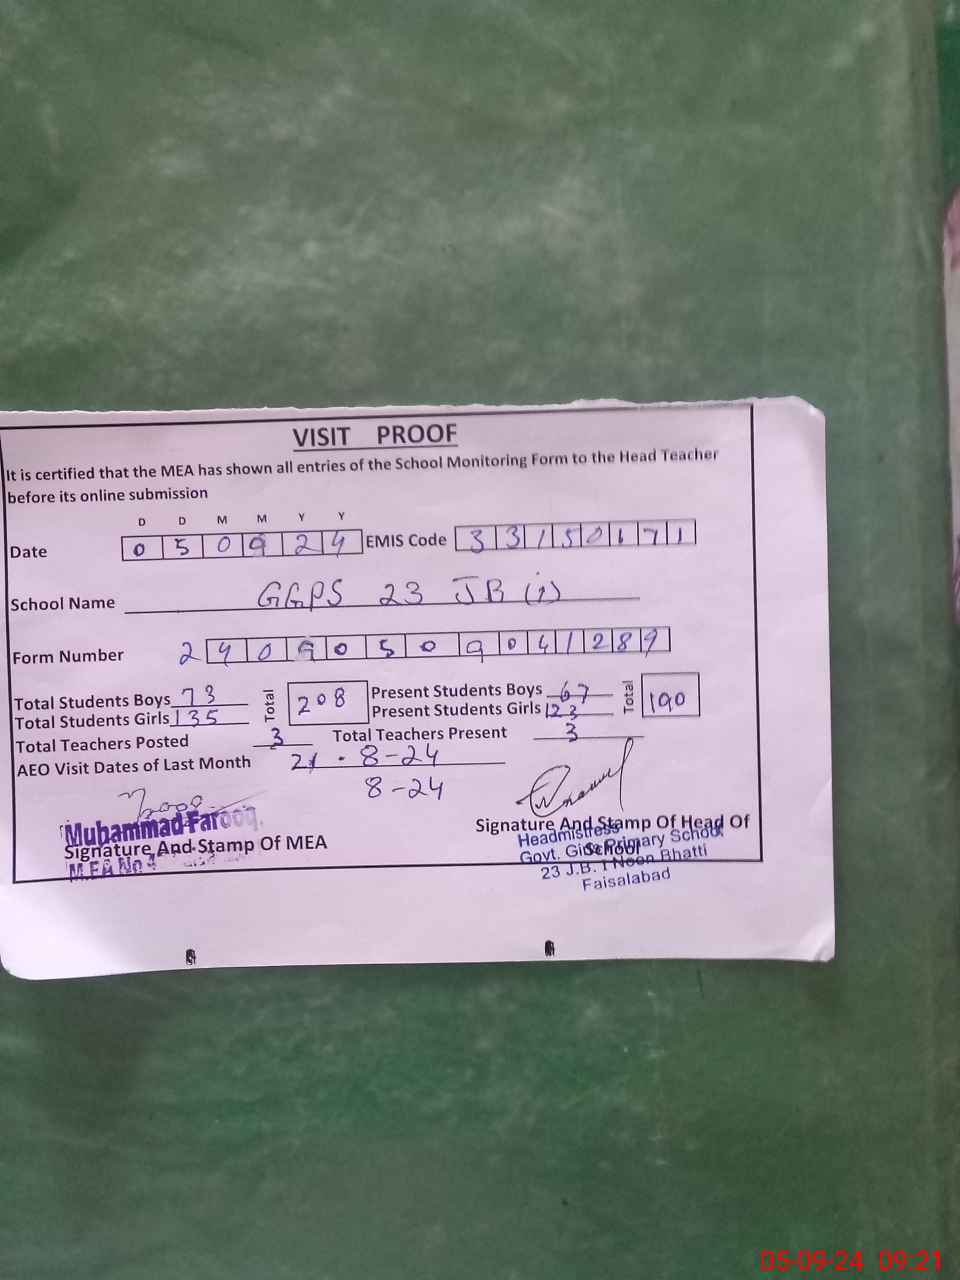 VISIT PROOF
It is certified that the MEA has shown all entries of the School Monitoring Form to the Head Teacher
before its online submission
D D M M Y Y
Date 0 5 0 9 2 4 EMIS Code 3 3 1 5 0 1 7 1
School Name GGPS 23 JB (i)
Form Number 2 4 0 9 0 5 0 9 0 4 1 2 8 9
Total Students Boys 73 Total 208 Present Students Boys 67 Total 190
Total Students Girls 135 Present Students Girls 123
Total Teachers Posted 3 Total Teachers Present 3
AEO Visit Dates of Last Month 21 . 8-24
8-24
Muhammad Farooq.
Signature And Stamp Of MEA
M.E.A No
Signature And Stamp Of Head Of
School
Headmistress
Govt. Girls Primary School
23 J.B. I Noon Bhatti
Faisalabad
05-09-24 09:21